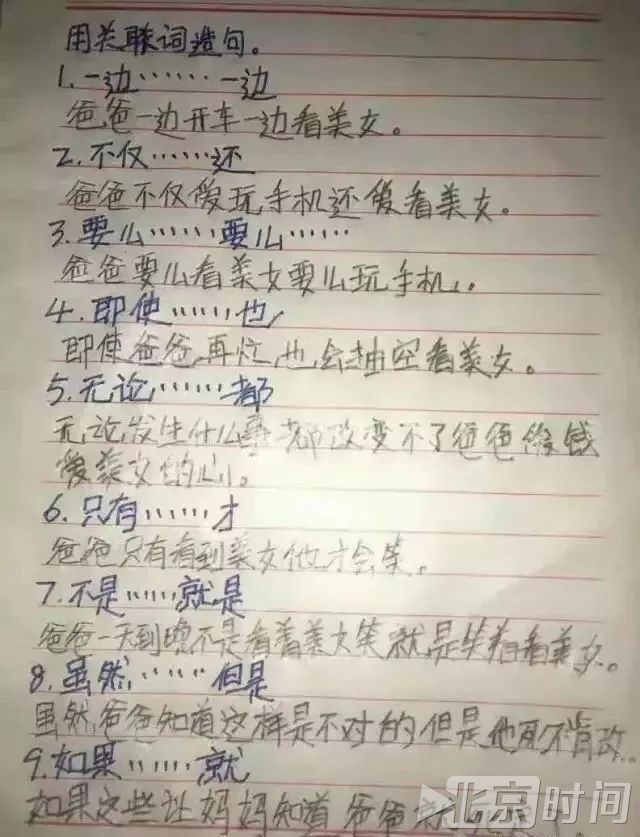 用关联词造句。
1.一边……一边
爸爸一边开车一边看美女。
2.不仅……还
爸爸不仅爱玩手机还爱看美女。
3.要么……要么……
爸爸要么看美女要么玩手机。
4.即使……也
即使爸爸再忙也会抽空看美女。
5.无论……都
无论发生什么事都改变不了爸爸爱钱
爱美女的心。
6.只有……才
爸爸只有看到美女他才会笑。
7.不是……就是
爸爸一天到晚不是看着美女笑就是笑着看美女。
8.虽然……但是
虽然爸爸知道这样是不对的但是他死不肯改。
9.如果……就
如果这些让妈妈知道爸爸
北京时间